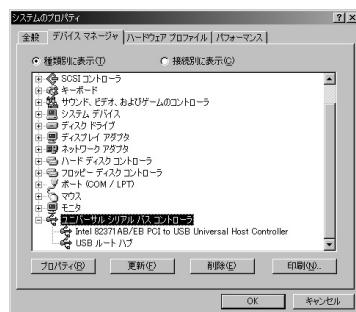 システムのプロパティ
全般 デバイス マネージャ ハードウェア プロファイル パフォーマンス
種類別に表示(T) 接続別に表示(C)
SCSI コントローラ
キーボード
サウンド、ビデオ、およびゲームのコントローラ
システム デバイス
ディスク ドライブ
ディスプレイ アダプタ
ネットワーク アダプタ
ハード ディスク コントローラ
フロッピー ディスク コントローラ
ポート (COM / LPT)
マウス
モニタ
ユニバーサル シリアル バス コントローラ
Intel 82371AB/EB PCI to USB Universal Host Controller
USB ルート ハブ
プロパティ(R) 更新(F) 削除(E) 印刷(N)...
OK キャンセル